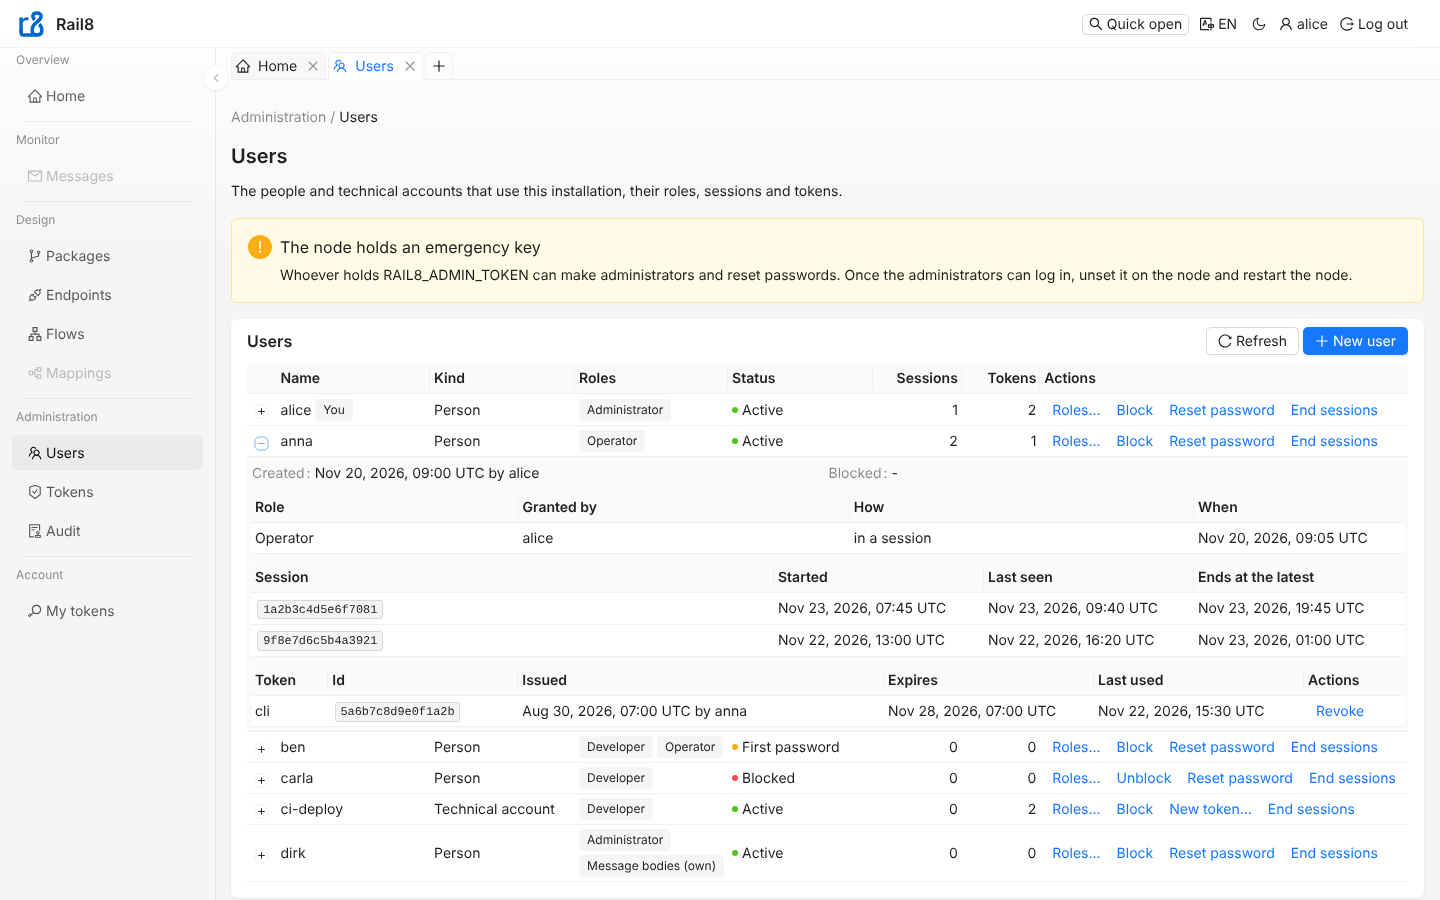 Rail8
Quick open
EN
alice
Log out
Overview
Home
Monitor
Messages
Design
Packages
Endpoints
Flows
Mappings
Administration
Users
Tokens
Audit
Account
My tokens
Home
Users
Administration / Users
Users
The people and technical accounts that use this installation, their roles, sessions and tokens.
The node holds an emergency key
Whoever holds RAIL8_ADMIN_TOKEN can make administrators and reset passwords. Once the administrators can log in, unset it on the node and restart the node.
Users
Refresh
New user
Name Kind Roles Status Sessions Tokens Actions
alice You Person Administrator Active 1 2 Roles... Block Reset password End sessions
anna Person Operator Active 2 1 Roles... Block Reset password End sessions
Created: Nov 20, 2026, 09:00 UTC by alice Blocked: -
Role Granted by How When
Operator alice in a session Nov 20, 2026, 09:05 UTC
Session Started Last seen Ends at the latest
1a2b3c4d5e6f7081 Nov 23, 2026, 07:45 UTC Nov 23, 2026, 09:40 UTC Nov 23, 2026, 19:45 UTC
9f8e7d6c5b4a3921 Nov 22, 2026, 13:00 UTC Nov 22, 2026, 16:20 UTC Nov 23, 2026, 01:00 UTC
Token Id Issued Expires Last used Actions
cli 5a6b7c8d9e0f1a2b Aug 30, 2026, 07:00 UTC by anna Nov 28, 2026, 07:00 UTC Nov 22, 2026, 15:30 UTC Revoke
ben Person Developer Operator First password 0 0 Roles... Block Reset password End sessions
carla Person Developer Blocked 0 0 Roles... Unblock Reset password End sessions
ci-deploy Technical account Developer Active 0 2 Roles... Block New token... End sessions
dirk Person Administrator Message bodies (own) Active 0 0 Roles... Block Reset password End sessions